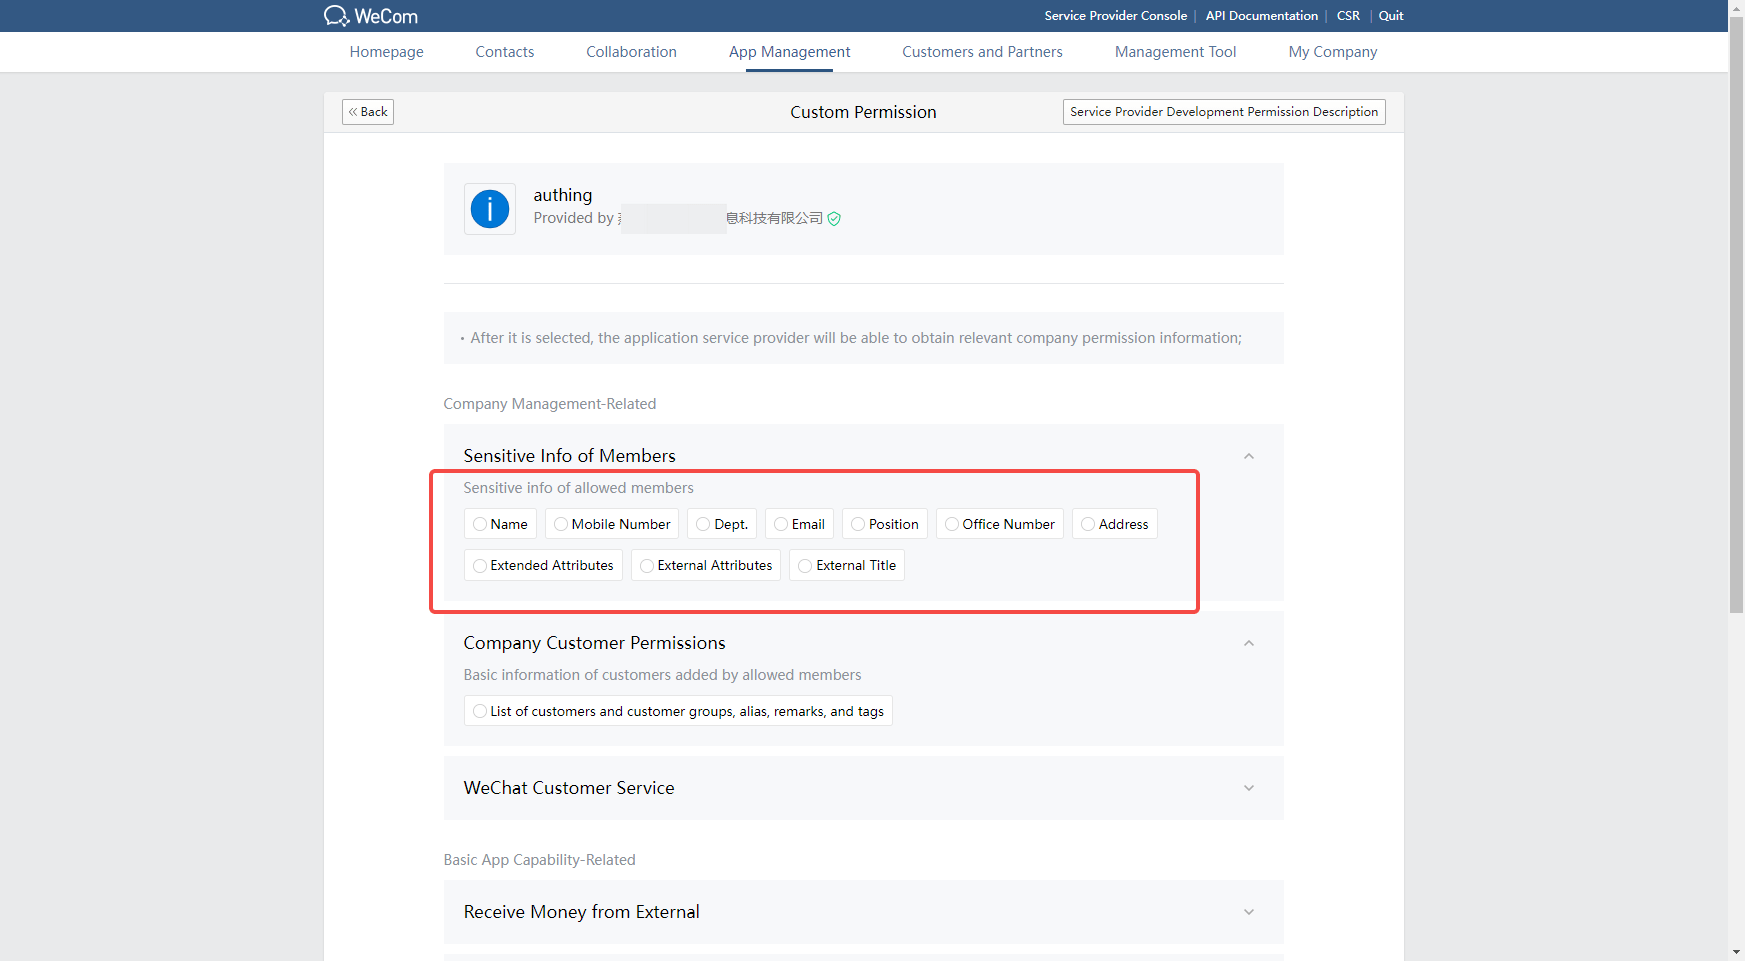 WeCom
Service Provider Console | API Documentation | CSR | Quit
Homepage Contacts Collaboration App Management Customers and Partners Management Tool My Company
« Back
Custom Permission
Service Provider Development Permission Description
authing
Provided by 息科技有限公司
• After it is selected, the application service provider will be able to obtain relevant company permission information;
Company Management-Related
Sensitive Info of Members
Sensitive info of allowed members
Name Mobile Number Dept. Email Position Office Number Address
Extended Attributes External Attributes External Title
Company Customer Permissions
Basic information of customers added by allowed members
List of customers and customer groups, alias, remarks, and tags
WeChat Customer Service
Basic App Capability-Related
Receive Money from External